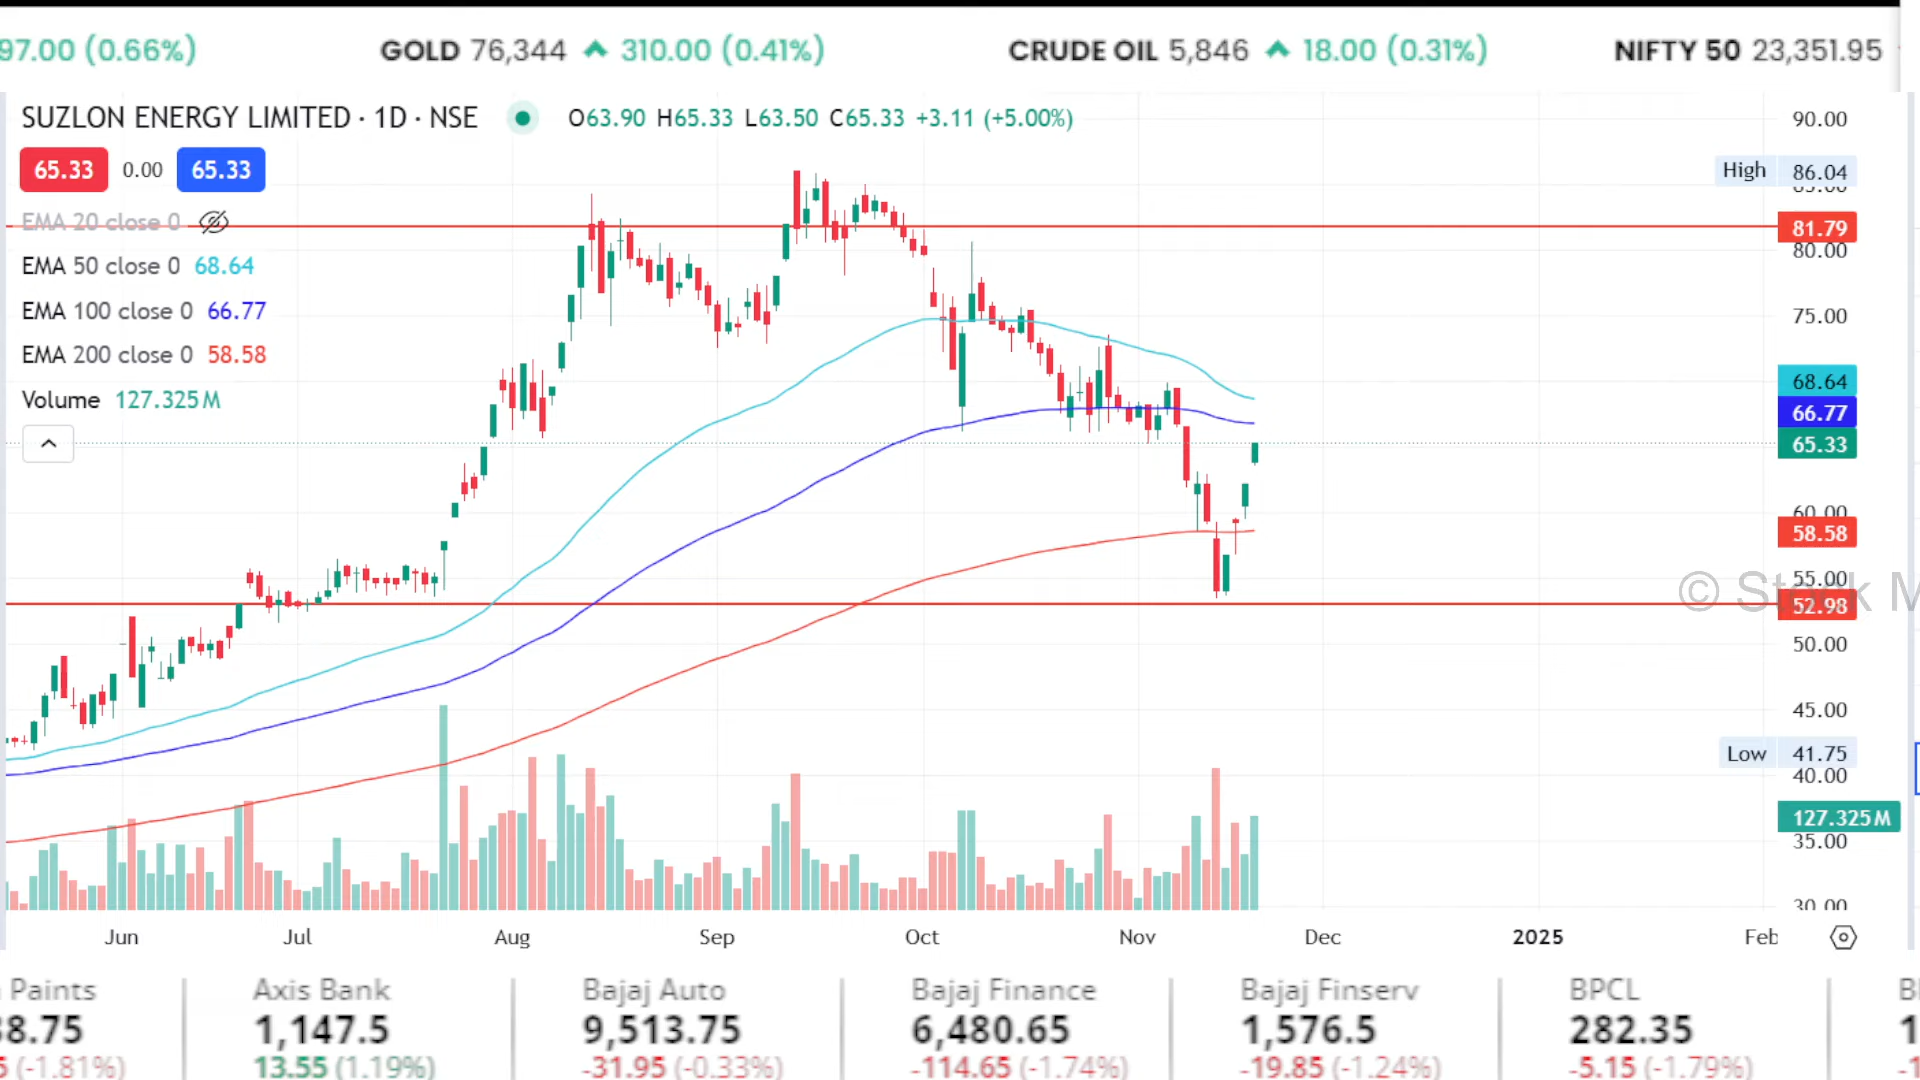 97.00 (0.66%) GOLD 76,344 310.00 (0.41%) CRUDE OIL 5,846 18.00 (0.31%) NIFTY 50 23,351.95
SUZLON ENERGY LIMITED · 1D · NSE O63.90 H65.33 L63.50 C65.33 +3.11 (+5.00%)
65.33 0.00 65.33
EMA 20 close 0
EMA 50 close 0 68.64
EMA 100 close 0 66.77
EMA 200 close 0 58.58
Volume 127.325 M
90.00
High 86.04
85.00
81.79
80.00
75.00
68.64
66.77
65.33
60.00
58.58
55.00
© Stock M
52.98
50.00
45.00
Low 41.75
40.00
127.325 M
35.00
30.00
Jun Jul Aug Sep Oct Nov Dec 2025 Feb
Paints Axis Bank Bajaj Auto Bajaj Finance Bajaj Finserv BPCL
38.75 1,147.5 9,513.75 6,480.65 1,576.5 282.35
5 (-1.81%) 13.55 (1.19%) -31.95 (-0.33%) -114.65 (-1.74%) -19.85 (-1.24%) -5.15 (-1.79%)